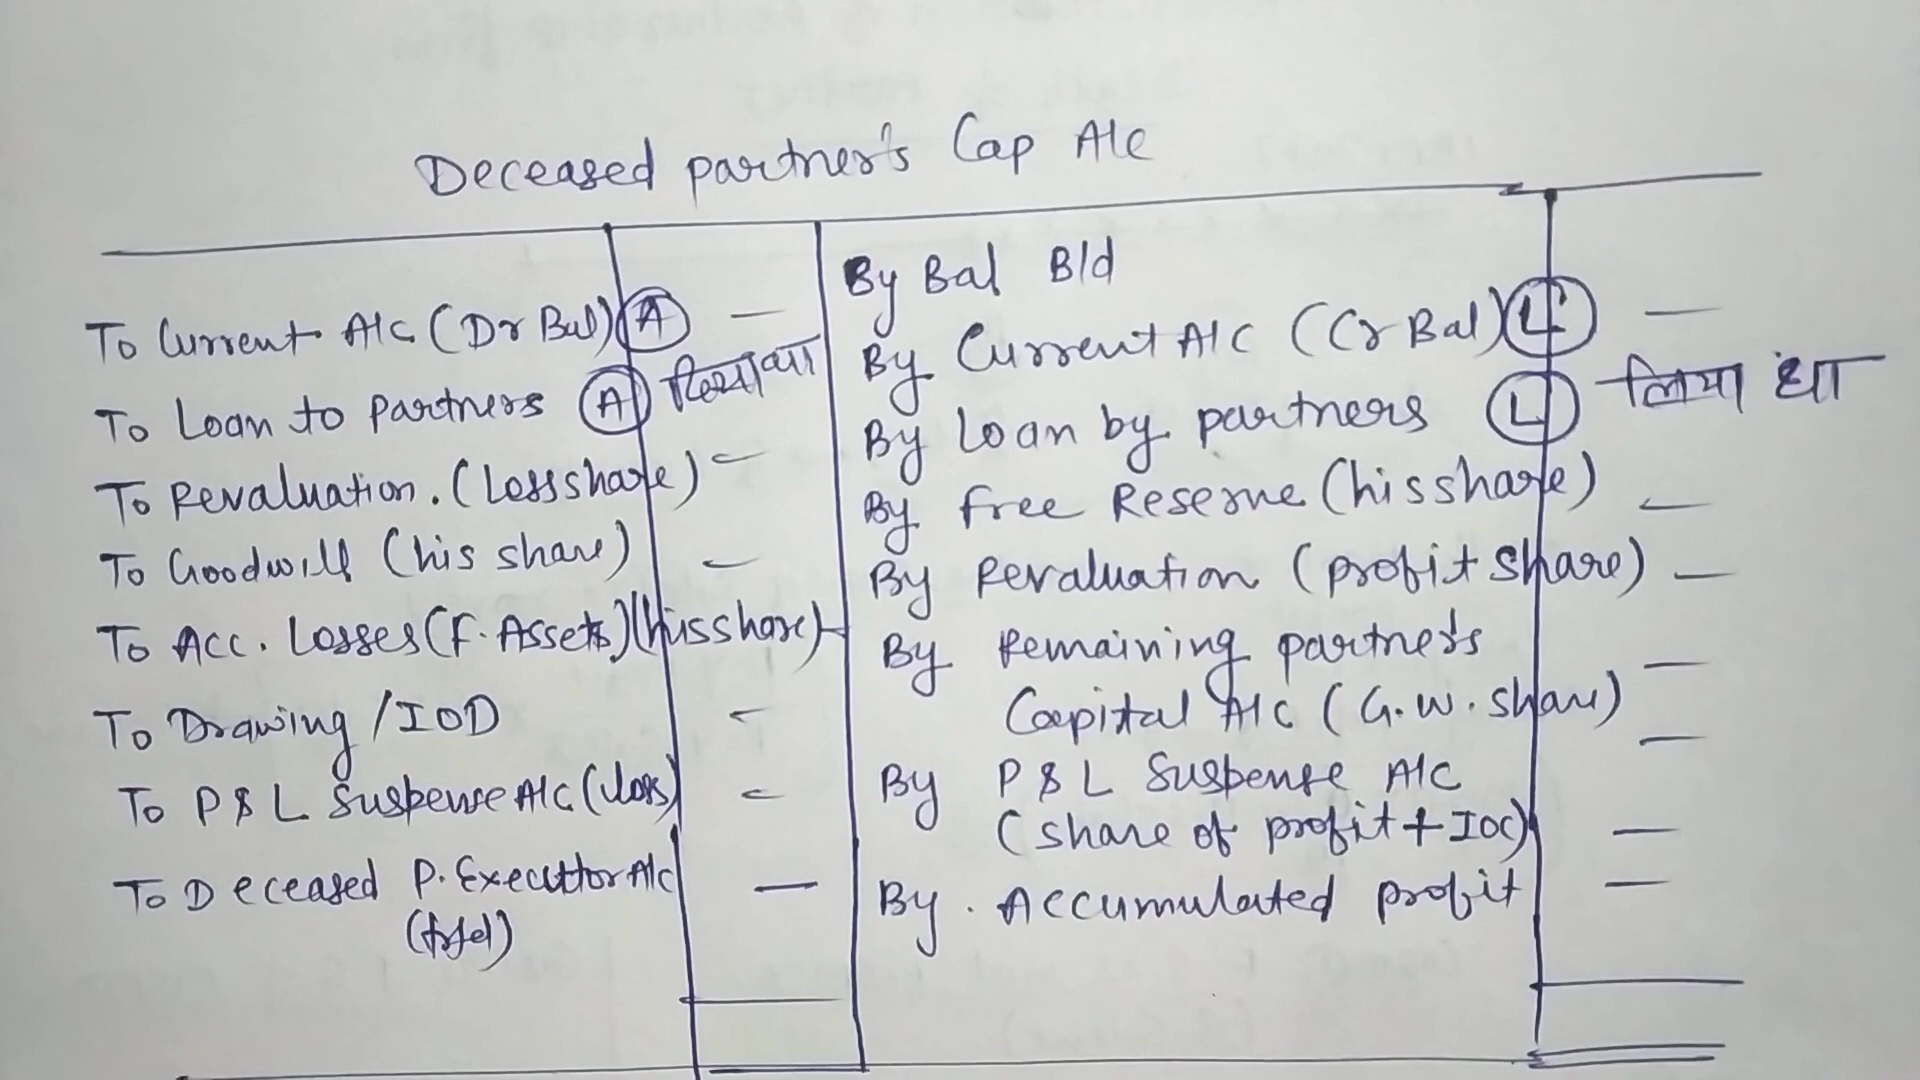 Deceased partner's Cap A/c
To Current A/c (Dr Bal) A
To Loan to partners A दिया था
To Revaluation. (Loss share)
To Goodwill (his share)
To Acc. Losses (F. Assets) (his share)
To Drawing / IOD
To P & L Suspense A/c (loss)
To Deceased P. Executor A/c
(trfd)
By Bal B/d
By Current A/c (Cr Bal) L
By Loan by partners L लिया था
By free Reserve (his share)
By Revaluation (profit share)
By Remaining partner's
Capital A/c (G.W. share)
By P & L Suspense A/c
(share of profit + IOC)
By. Accumulated profit